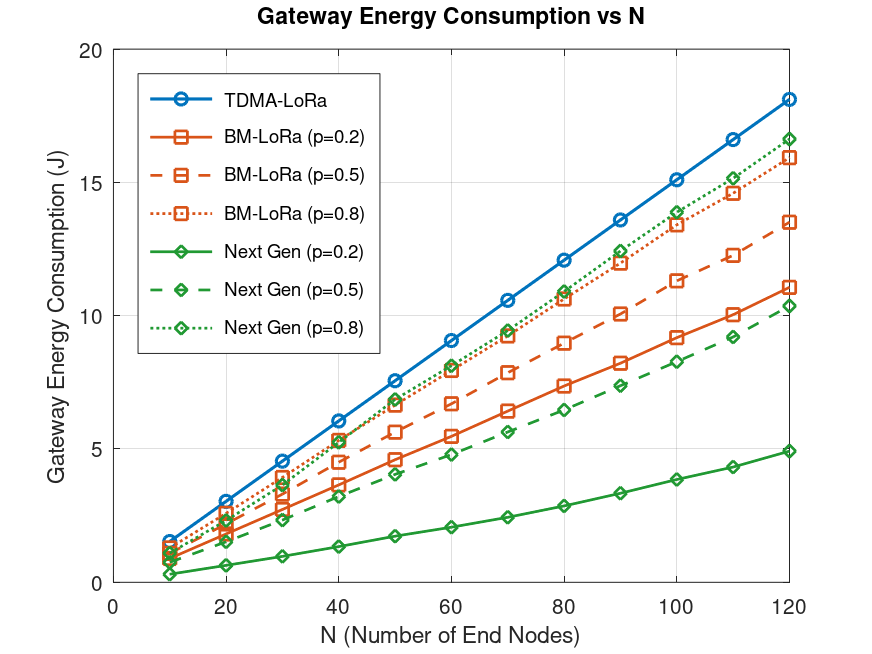 Gateway Energy Consumption vs N
20
15
10
5
0
Gateway Energy Consumption (J)
TDMA-LoRa
BM-LoRa (p=0.2)
BM-LoRa (p=0.5)
BM-LoRa (p=0.8)
Next Gen (p=0.2)
Next Gen (p=0.5)
Next Gen (p=0.8)
0 20 40 60 80 100 120
N (Number of End Nodes)